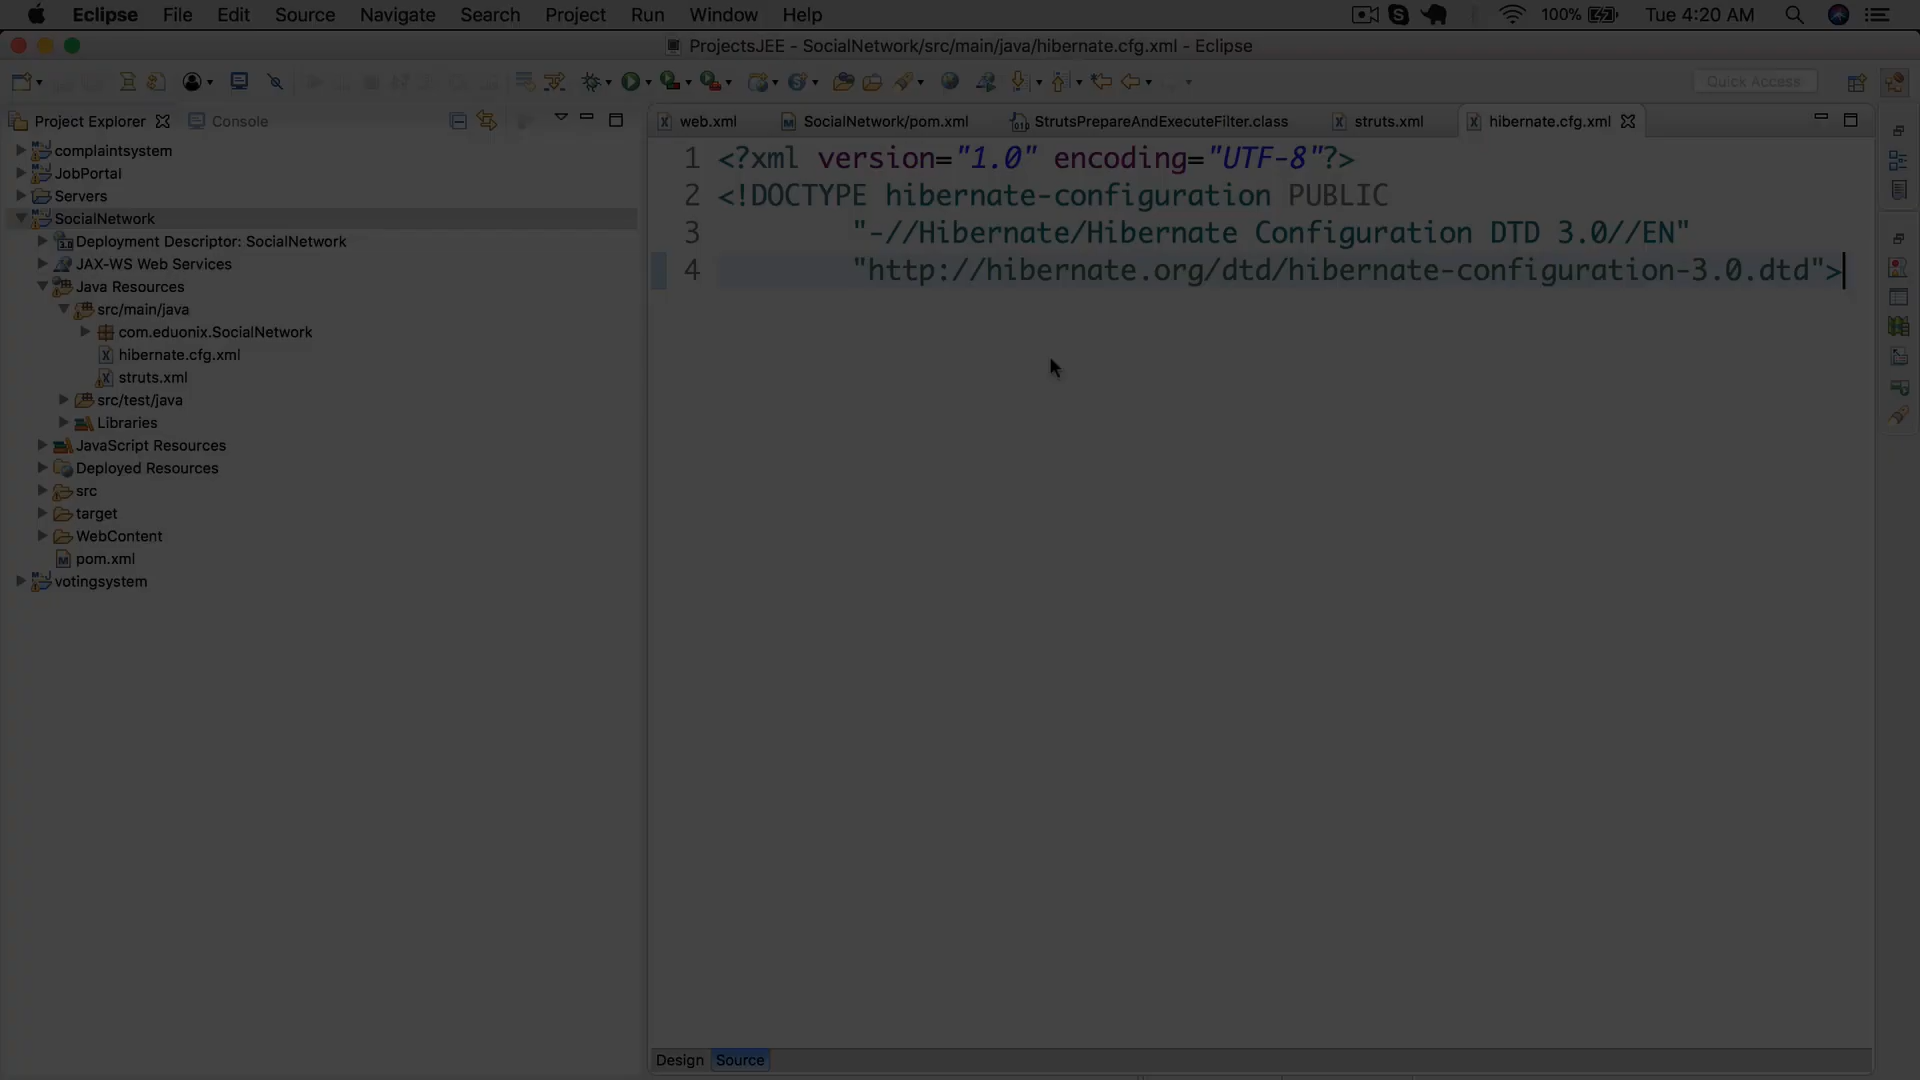 Eclipse File Edit Source Navigate Search Project Run Window Help 100% Tue 4:20 AM
ProjectsJEE - SocialNetwork/src/main/java/hibernate.cfg.xml - Eclipse
Quick Access
Project Explorer Console
web.xml SocialNetwork/pom.xml StrutsPrepareAndExecuteFilter.class struts.xml hibernate.cfg.xml
complaintsystem
JobPortal
Servers
SocialNetwork
Deployment Descriptor: SocialNetwork
JAX-WS Web Services
Java Resources
src/main/java
com.eduonix.SocialNetwork
hibernate.cfg.xml
struts.xml
src/test/java
Libraries
JavaScript Resources
Deployed Resources
src
target
WebContent
pom.xml
votingsystem
1 <?xml version="1.0" encoding="UTF-8"?>
2 <!DOCTYPE hibernate-configuration PUBLIC
3 "-//Hibernate/Hibernate Configuration DTD 3.0//EN"
4 "http://hibernate.org/dtd/hibernate-configuration-3.0.dtd">
Design Source